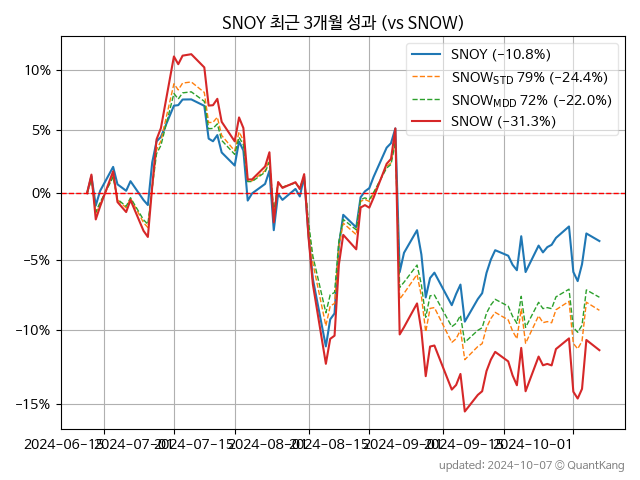 SNOY 최근 3개월 성과 (vs SNOW)
SNOY (−10.8%)
SNOWSTD 79% (−24.4%)
SNOWMDD 72% (−22.0%)
SNOW (−31.3%)
10%
5%
0%
−5%
−10%
−15%
2024-06-15 2024-07-01 2024-07-15 2024-08-01 2024-08-15 2024-09-01 2024-09-15 2024-10-01
updated: 2024-10-07 © QuantKang